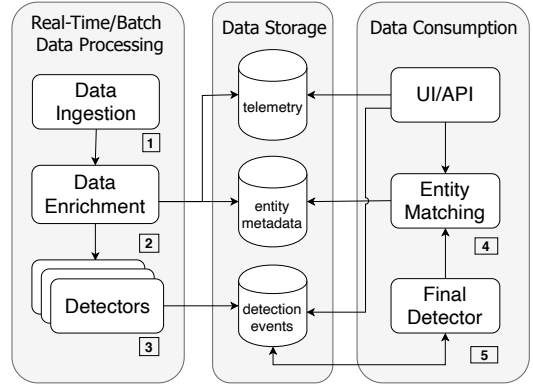 Real-Time/Batch
Data Processing
Data
Ingestion
1
Data
Enrichment
2
Detectors
3
Data Storage
telemetry
entity
metadata
detection
events
Data Consumption
UI/API
Entity
Matching
4
Final
Detector
5